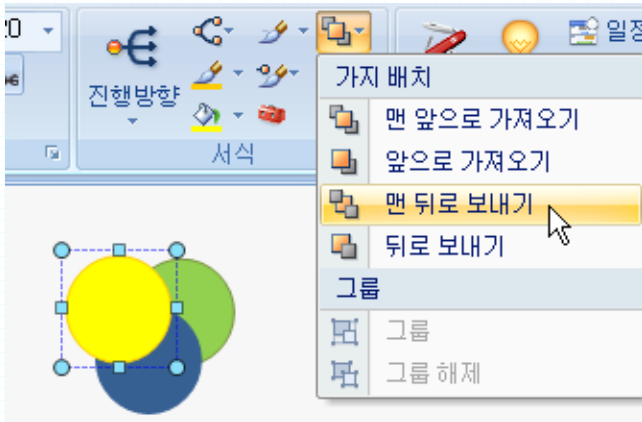 20
일정
진행방향
서식
가지 배치
맨 앞으로 가져오기
앞으로 가져오기
맨 뒤로 보내기
뒤로 보내기
그룹
그룹
그룹 해제